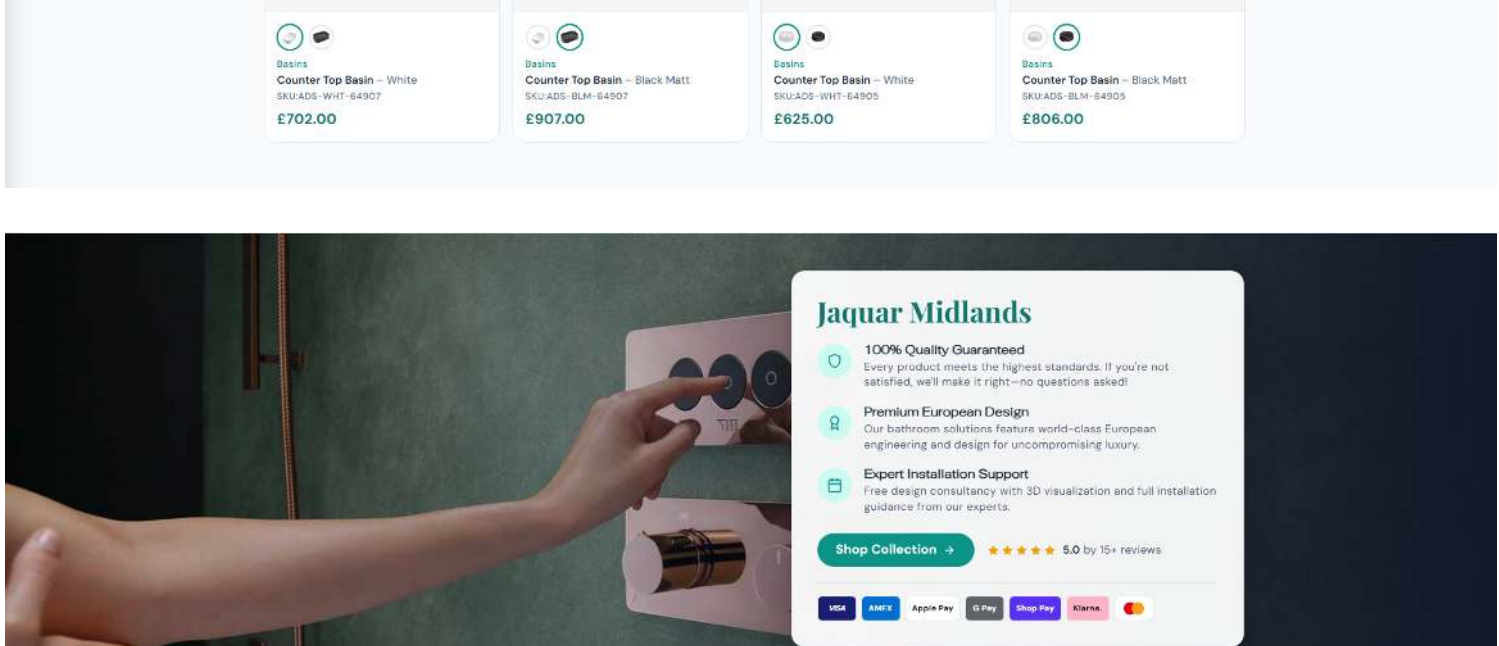 Basins
Counter Top Basin – White
SKU:ADS-WHT-64907
£702.00
Basins
Counter Top Basin – Black Matt
SKU:ADS-BLM-64907
£907.00
Basins
Counter Top Basin – White
SKU:ADS-WHT-64905
£625.00
Basins
Counter Top Basin – Black Matt
SKU:ADS-BLM-64905
£806.00
Jaquar Midlands
100% Quality Guaranteed
Every product meets the highest standards. If you're not
satisfied, we'll make it right—no questions asked!
Premium European Design
Our bathroom solutions feature world-class European
engineering and design for uncompromising luxury.
Expert Installation Support
Free design consultancy with 3D visualization and full installation
guidance from our experts.
Shop Collection →
5.0 by 15+ reviews
VISA AMEX Apple Pay G Pay Shop Pay Klarna.